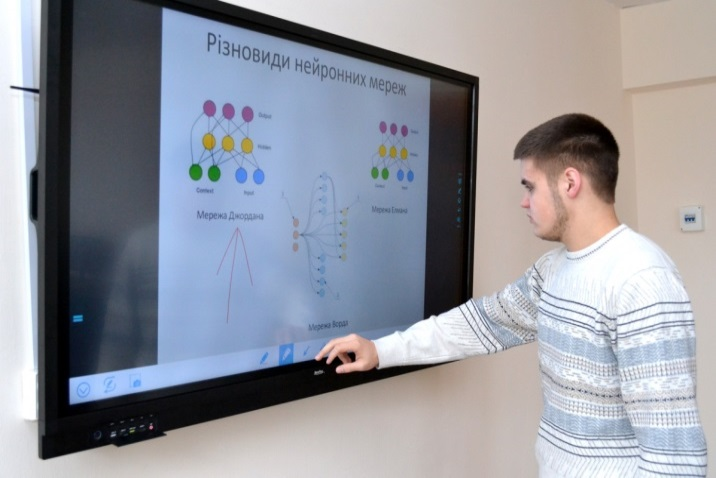 Різновиди нейронних мереж
Output
Hidden
Context
Input
Мережа Джордана
Мережа Елмана
Мережа Ворда